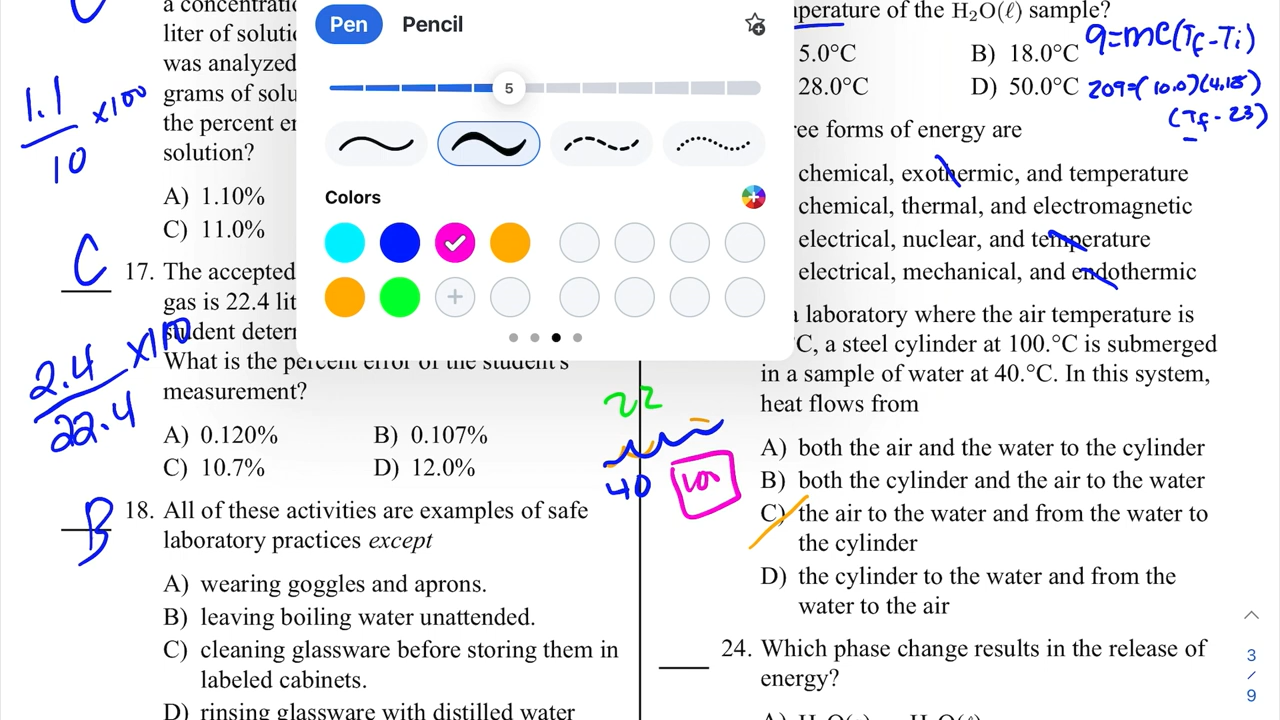 a concentratio
liter of solutio
was analyzed
grams of solu
the percent er
solution?
A) 1.10%
C) 11.0%
1.1
10
×100
C
17. The accepted
gas is 22.4 lit
student deterr
What is the percent error of the student's
measurement?
2.4
22.4
×100
A) 0.120%
B) 0.107%
C) 10.7%
D) 12.0%
B
18. All of these activities are examples of safe
laboratory practices except
A) wearing goggles and aprons.
B) leaving boiling water unattended.
C) cleaning glassware before storing them in
labeled cabinets.
D) rinsing glassware with distilled water
Pen
Pencil
5
Colors
22
40
100
perature of the H₂O(ℓ) sample?
5.0°C
B) 18.0°C
28.0°C
D) 50.0°C
q=mc(Tf-Ti)
209=(10.0)(4.18)
(Tf-23)
ree forms of energy are
chemical, exothermic, and temperature
chemical, thermal, and electromagnetic
electrical, nuclear, and temperature
electrical, mechanical, and endothermic
laboratory where the air temperature is
C, a steel cylinder at 100.°C is submerged
in a sample of water at 40.°C. In this system,
heat flows from
A) both the air and the water to the cylinder
B) both the cylinder and the air to the water
C) the air to the water and from the water to
the cylinder
D) the cylinder to the water and from the
water to the air
24. Which phase change results in the release of
energy?
3
/
9